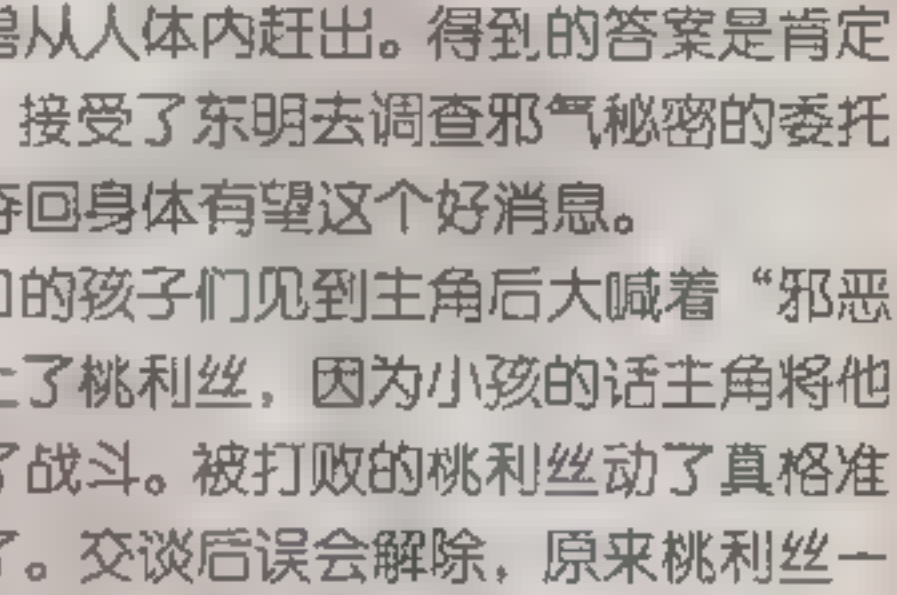 从人体内赶出。得到的答案是肯定
接受了东明去调查邪气秘密的委托
夺回身体有望这个好消息。
的孩子们见到主角后大喊着“邪恶
上了桃利丝，因为小孩的话主角将他
了战斗。被打败的桃利丝动了真格准
了。交谈后误会解除，原来桃利丝一